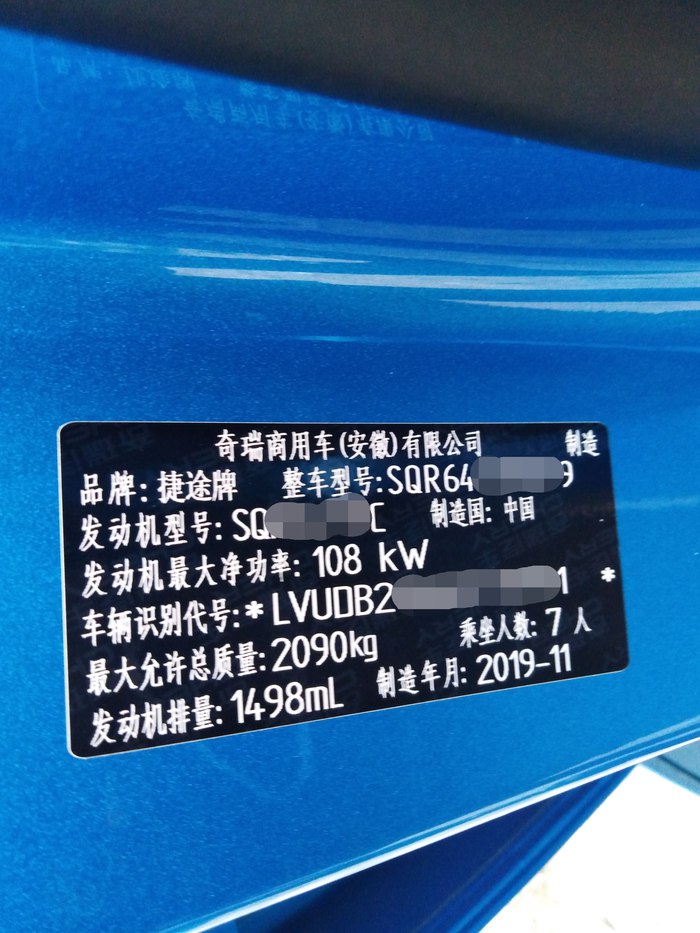 奇瑞商用车(安徽)有限公司 制造
品牌: 捷途牌 整车型号: SQR64 9
发动机型号: SQ C 制造国: 中国
发动机最大净功率: 108 kW
车辆识别代号: *LVUDB2 1 *
最大允许总质量: 2090kg 乘坐人数: 7 人
发动机排量: 1498mL 制造年月: 2019-11